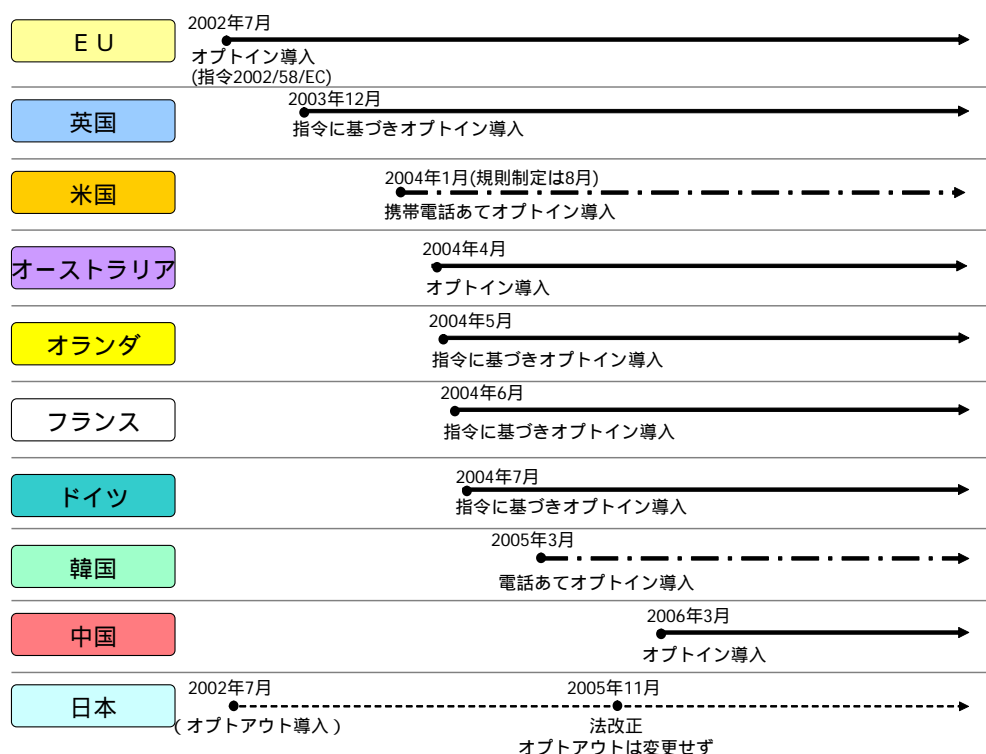 2002年7月
EU
オプトイン導入
(指令2002/58/EC)
2003年12月
英国
指令に基づきオプトイン導入
2004年1月(規則制定は8月)
米国
携帯電話あてオプトイン導入
2004年4月
オーストラリア
オプトイン導入
2004年5月
オランダ
指令に基づきオプトイン導入
2004年6月
フランス
指令に基づきオプトイン導入
2004年7月
ドイツ
指令に基づきオプトイン導入
2005年3月
韓国
電話あてオプトイン導入
2006年3月
中国
オプトイン導入
2002年7月
2005年11月
日本
(オプトアウト導入)
法改正
オプトアウトは変更せず